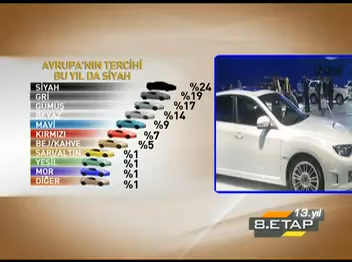 AVRUPA'NIN TERCİHİ
BU YIL DA SİYAH
SİYAH %24
GRİ %19
GÜMÜŞ %17
BEYAZ %14
MAVİ %9
KIRMIZI %7
BEJ/KAHVE %5
SARI/ALTIN %1
YEŞİL %1
MOR %1
DİĞER %1
13.yıl
8.ETAP